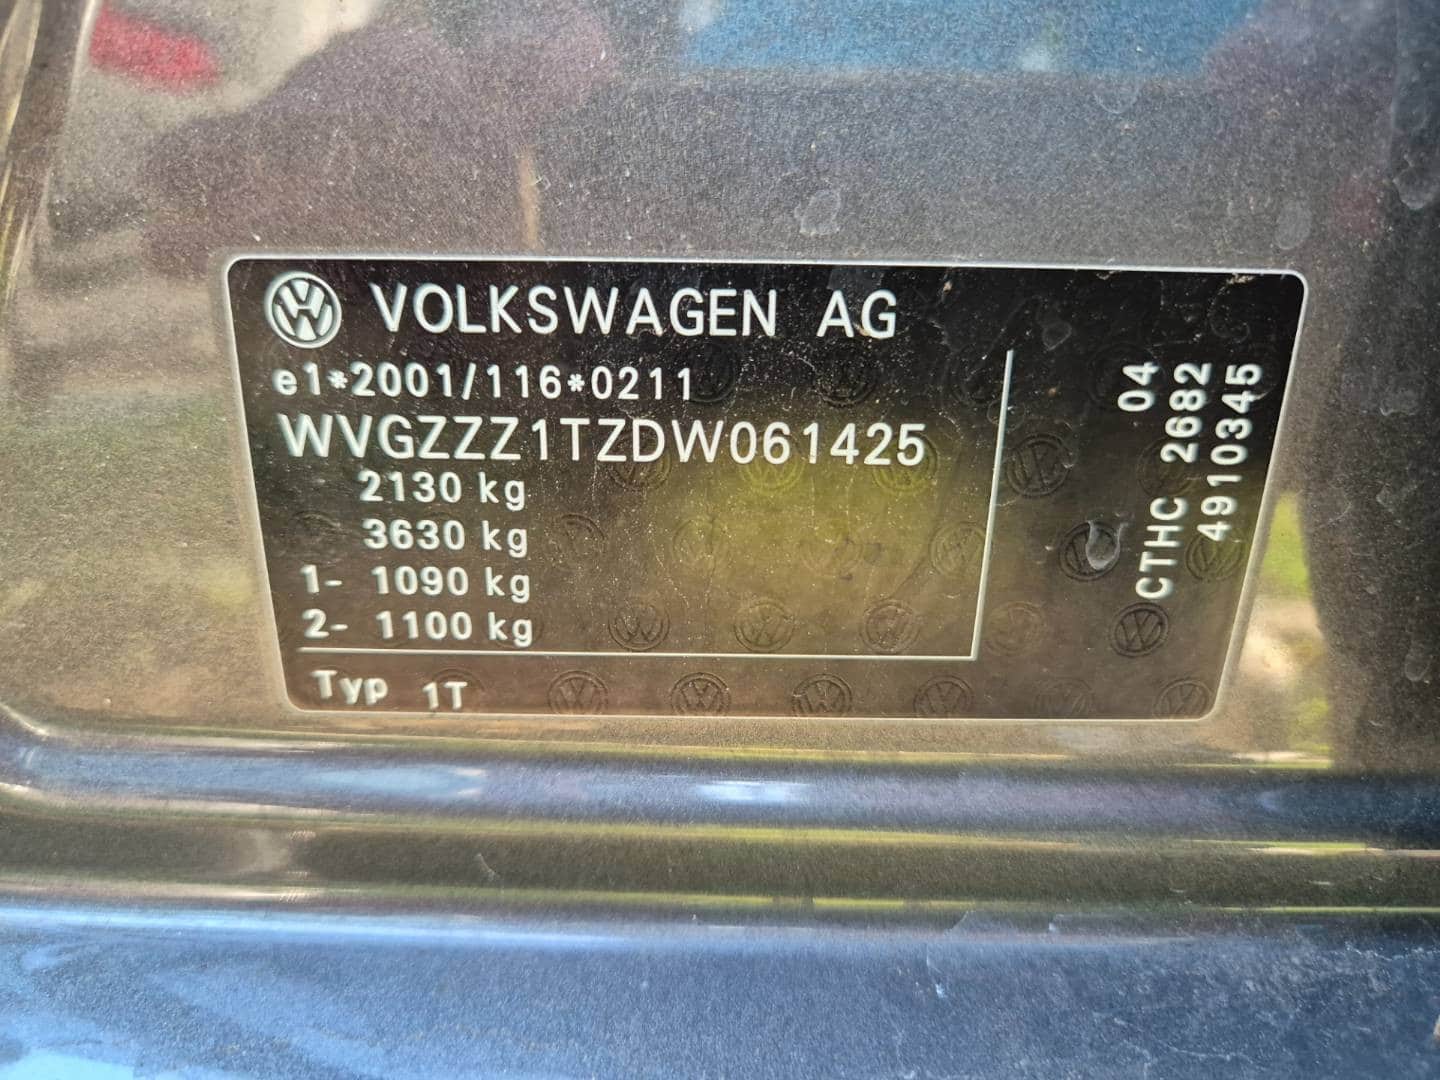 VOLKSWAGEN AG
e1*2001/116*0211
WVGZZZ1TZDW061425
2130 kg
3630 kg
1- 1090 kg
2- 1100 kg
Typ 1T
04
CTHC 2682
4910345